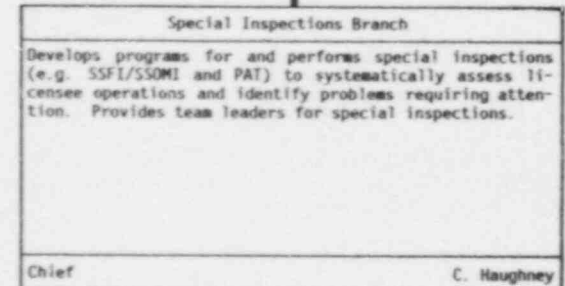 Special Inspections Branch
Develops programs for and performs special inspections
(e.g. SSFI/SSOMI and PAT) to systematically assess li-
censee operations and identify problems requiring atten-
tion. Provides team leaders for special inspections.
Chief C. Haughney